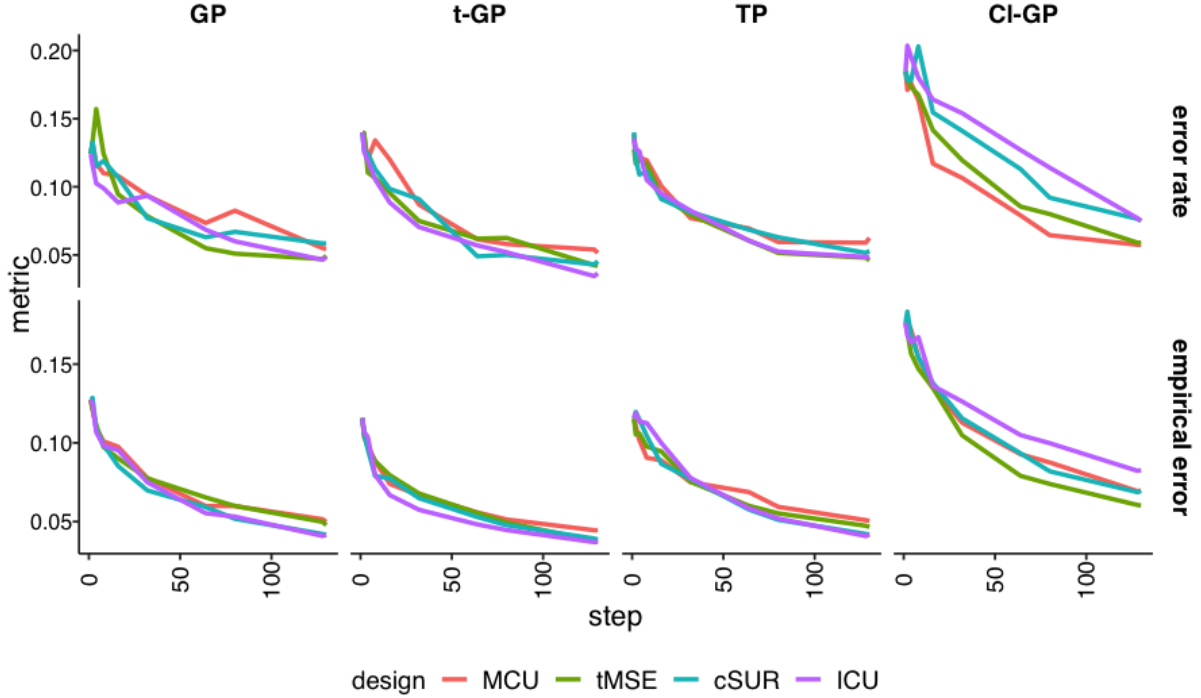 GP t-GP TP Cl-GP
0.20
0.15
0.10
0.05
error rate
metric
0.15
0.10
0.05
empirical error
0 50 100 0 50 100 0 50 100 0 50 100
step
design MCU tMSE cSUR ICU